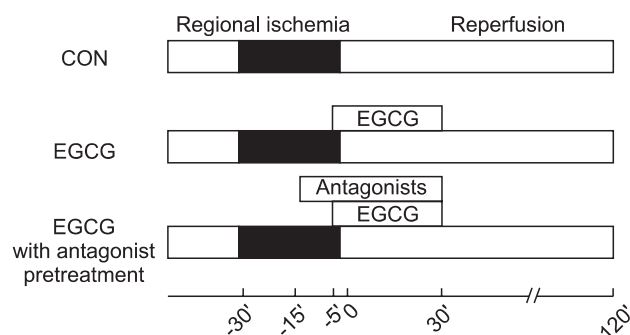 Regional ischemia Reperfusion
CON
EGCG
EGCG
Antagonists
EGCG
EGCG
with antagonist
pretreatment
-30' -15' -5' 0 30' 120'